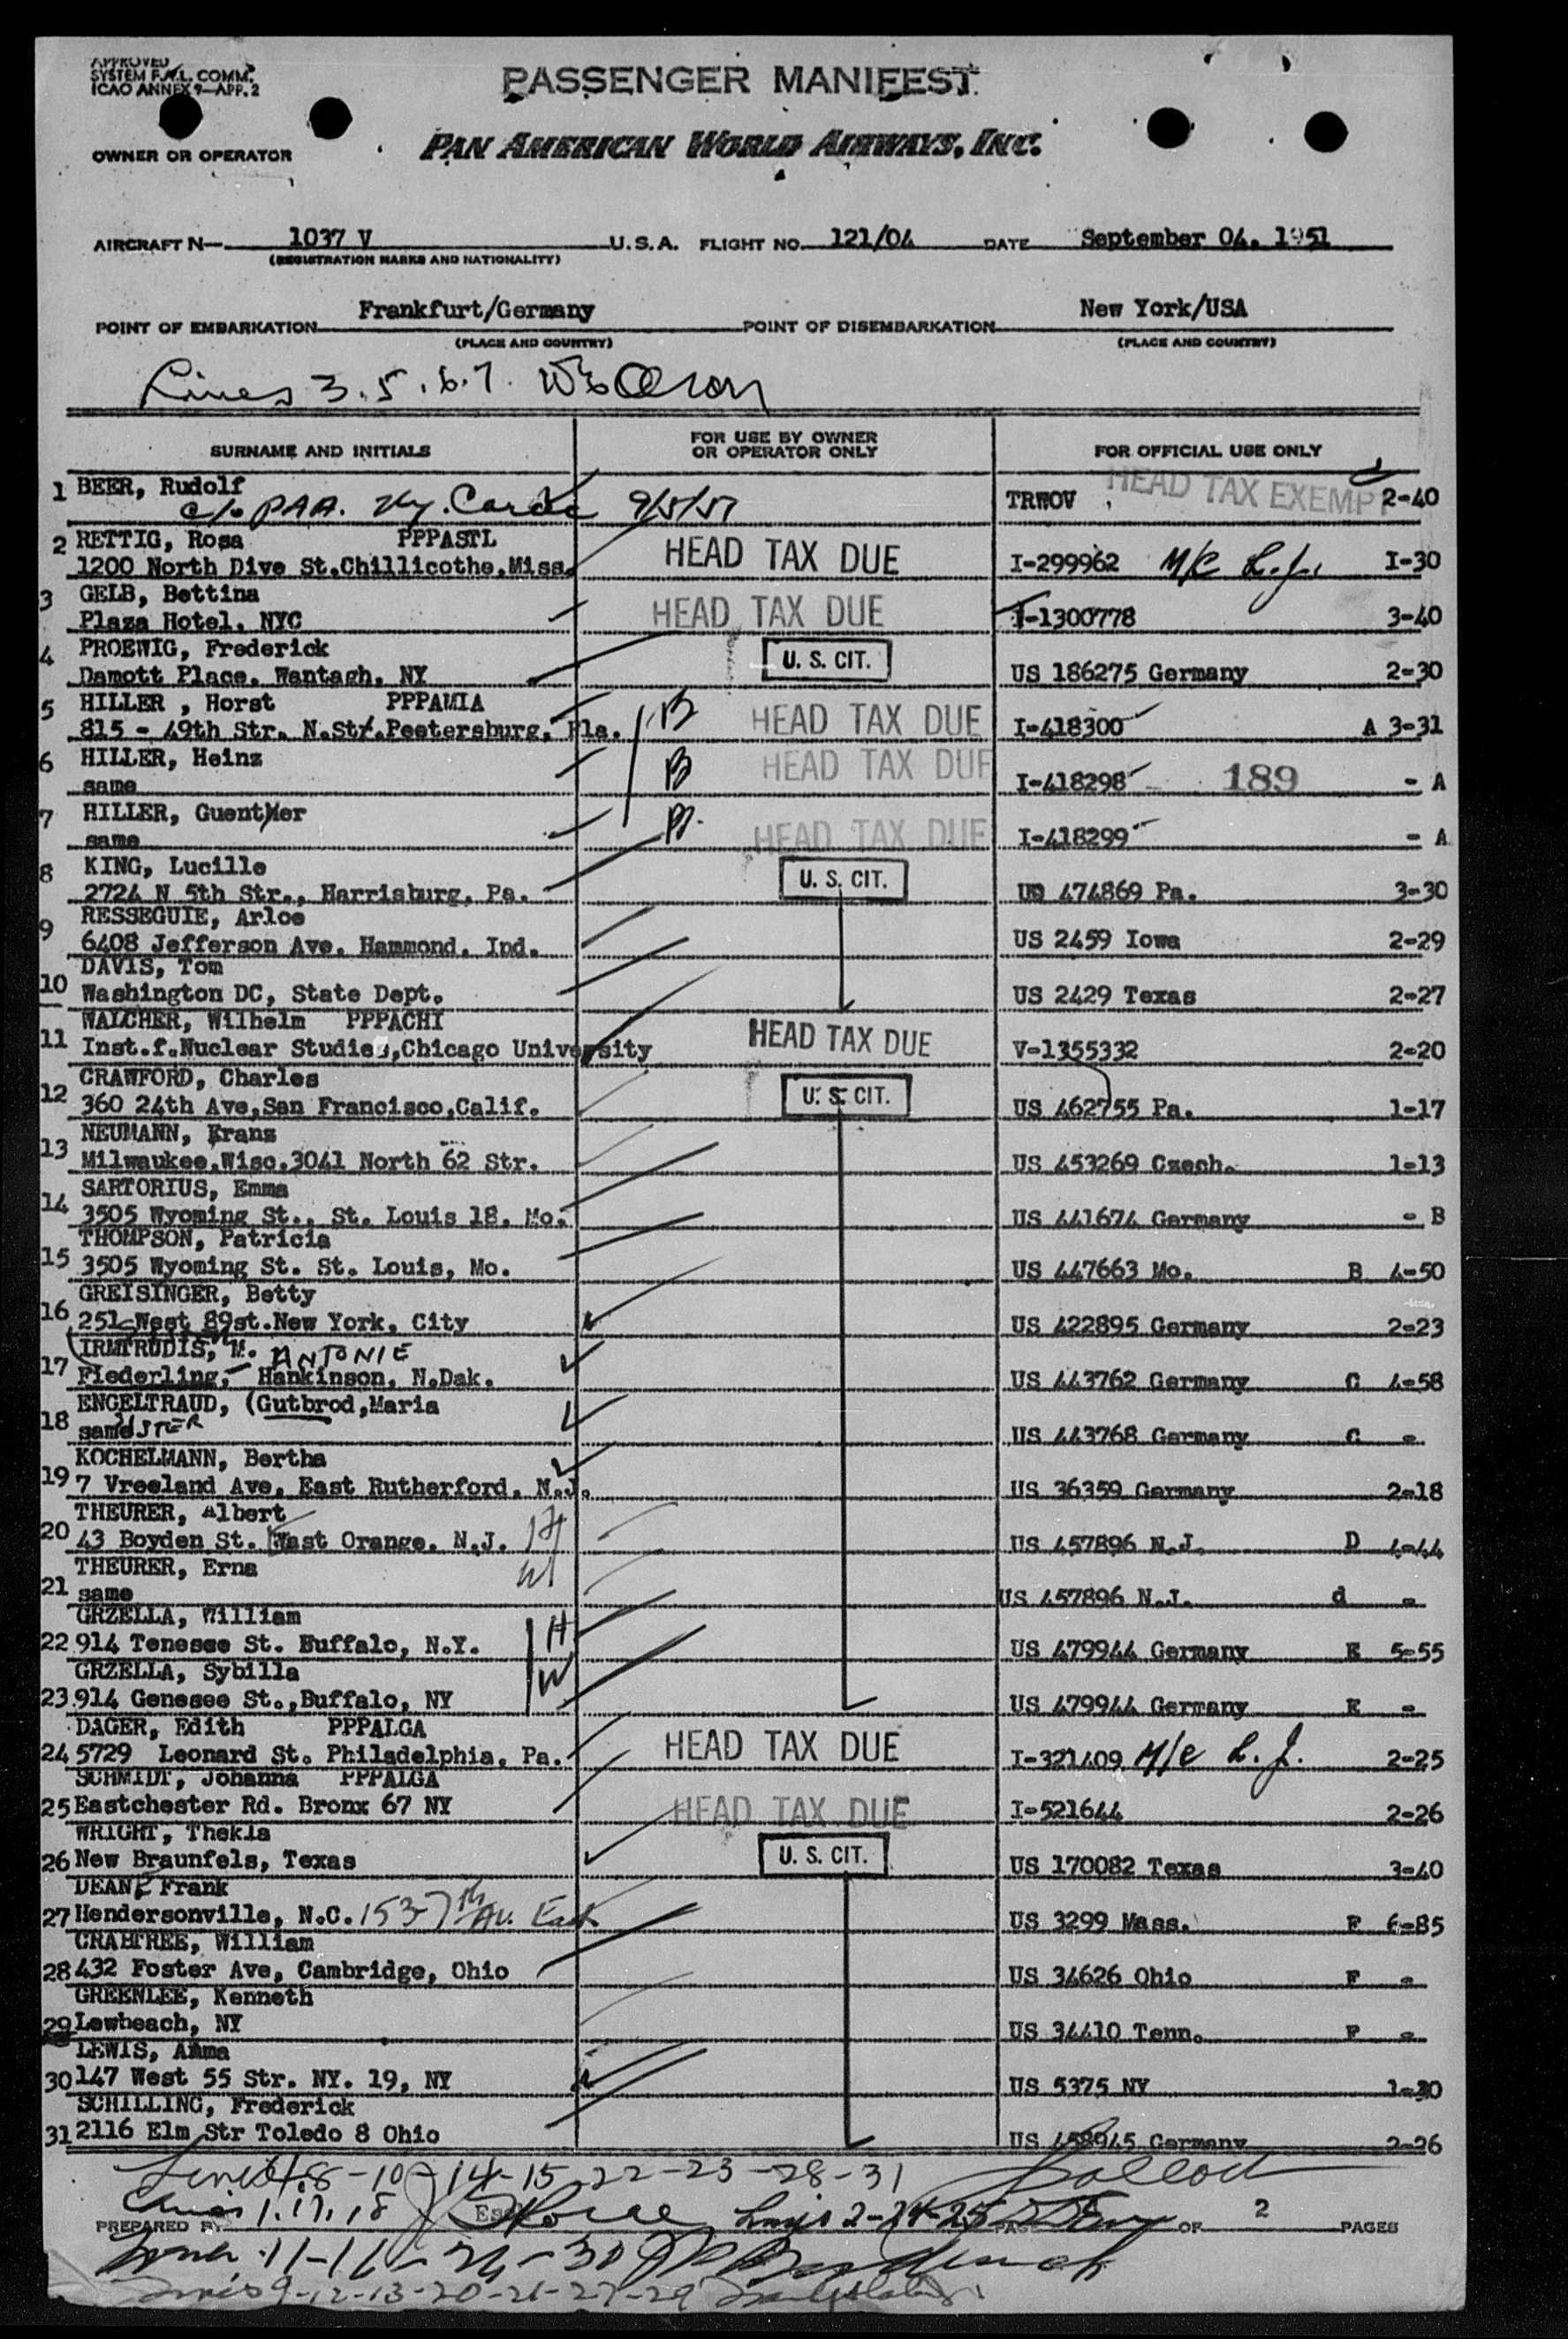 APPROVED
SYSTEM F.A.L. COMM.
ICAO ANNEX 9—APP. 2
PASSENGER MANIFEST
OWNER OR OPERATOR
PAN AMERICAN WORLD AIRWAYS, INC.
AIRCRAFT N— 1037 V U.S.A. FLIGHT NO. 121/04 DATE September 04. 1951
(REGISTRATION MARKS AND NATIONALITY)
POINT OF EMBARKATION Frankfurt/Germany POINT OF DISEMBARKATION New York/USA
(PLACE AND COUNTRY) (PLACE AND COUNTRY)
Lines 3.5.6.7.
SURNAME AND INITIALS FOR USE BY OWNER OR OPERATOR ONLY FOR OFFICIAL USE ONLY
1 BEER, Rudolf HEAD TAX EXEMPT
c/o PAA. 9/5/51 TRWOV 2-40
2 RETTIG, Rosa PPPASTL HEAD TAX DUE
1200 North Dive St.Chillicothe,Miss. I-299962 M/c L.J. I-30
3 GELB, Bettina HEAD TAX DUE
Plaza Hotel, NYC I-1300778 3-40
4 PROEWIG, Frederick U. S. CIT.
Damott Place, Wantagh, NY US 186275 Germany 2-30
5 HILLER , Horst PPPAMIA B HEAD TAX DUE
815 - 49th Str. N.Str.Peetersburg, Fla. I-418300 A 3-31
6 HILLER, Heinz B HEAD TAX DUE
same I-418298 189 - A
7 HILLER, Guenther B. HEAD TAX DUE
same I-418299 - A
8 KING, Lucille U. S. CIT.
2724 N 5th Str., Harrisburg, Pa. 474869 Pa. 3-30
9 RESSEGUIE, Arloe
6408 Jefferson Ave. Hammond, Ind. US 2459 Iowa 2-29
10 DAVIS, Tom
Washington DC, State Dept. US 2429 Texas 2-27
11 WALCHER, Wilhelm PPPACHI HEAD TAX DUE
Inst.f.Nuclear Studies,Chicago University V-1355332 2-20
12 CRAWFORD, Charles U. S. CIT.
360 24th Ave,San Francisco,Calif. US 462755 Pa. 1-17
13 NEUMANN, Franz
Milwaukee,Wisc.3041 North 62 Str. US 453269 Czech. 1-13
14 SARTORIUS, Emma
3505 Wyoming St., St. Louis 18, Mo. US 441674 Germany - B
15 THOMPSON, Patricia
3505 Wyoming St. St. Louis, Mo. US 447663 Mo. B 4-50
16 GREISINGER, Betty
251 West 89st.New York, City US 422895 Germany 2-23
17 IRMTRUDIS, M. ANTONIE
Fiederling, Hankinson, N.Dak. US 443762 Germany C 4-58
18 ENGELTRAUD, (Gutbrod,Maria
same SISTER US 443768 Germany C -
19 KOCHELMANN, Bertha
7 Vreeland Ave. East Rutherford, N.J. US 36359 Germany 2-18
20 THEURER, Albert
43 Boyden St. West Orange, N.J. H US 457896 N.J. D 4-44
21 THEURER, Erna W
same US 457896 N.J. d -
22 GRZELLA, William H
914 Tenesee St. Buffalo, N.Y. US 479944 Germany E 5-55
23. GRZELLA, Sybilla W
914 Genesee St.,Buffalo, NY US 479944 Germany E -
24 DAGER, Edith PPPALGA HEAD TAX DUE
5729 Leonard St. Philadelphia, Pa. I-321409 M/c L.J. 2-25
25 SCHMIDT, Johanna PPPALGA HEAD TAX DUE
Eastchester Rd. Bronx 67 NY I-521644 2-26
26 WRIGHT, Thekla U. S. CIT.
New Braunfels, Texas US 170082 Texas 3-40
27 DEAN, Frank
Hendersonville, N.C. 153-7th Av. East US 3299 Mass. F 6-85
28 CRABTREE, William
432 Foster Ave, Cambridge, Ohio US 34626 Ohio F -
29 GREENLEE, Kenneth
Lewbeach, NY US 34410 Tenn. F -
30 LEWIS, Anna
147 West 55 Str. NY. 19, NY US 5375 NY
31 SCHILLING, Frederick
2116 Elm Str Toledo 8 Ohio US 458945 Germany 2-26
8-10-14-15-22-23-28-31
1.17.18 2-24-25
PREPARED BY PAGE OF 2 PAGES
9-12-13-20-21-27-29